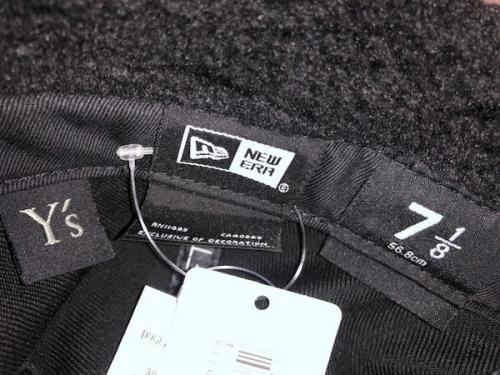 NEW
ERA
®
Y's
7 1/8
56.8cm
EXCLUSIVE OF DECORATION.